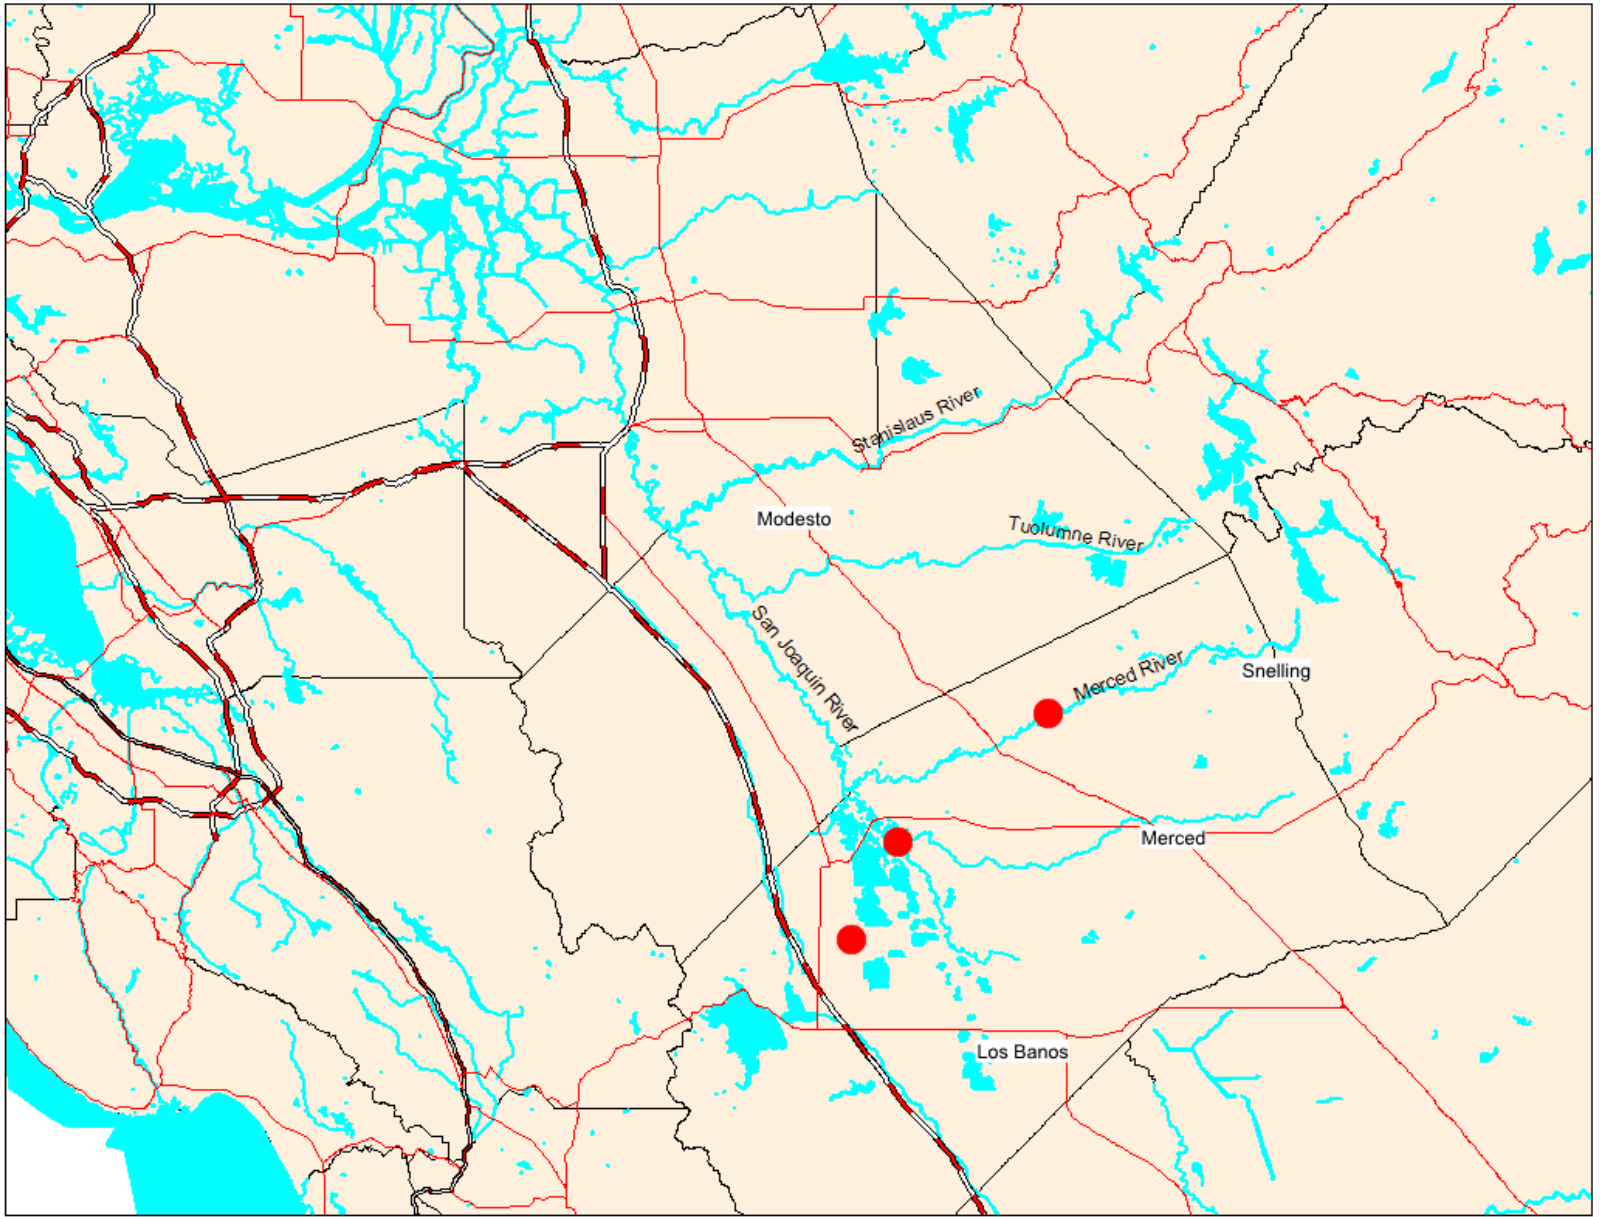 Stanislaus River
Modesto
Tuolumne River
San Joaquin River
Merced River
Snelling
Merced
Los Banos